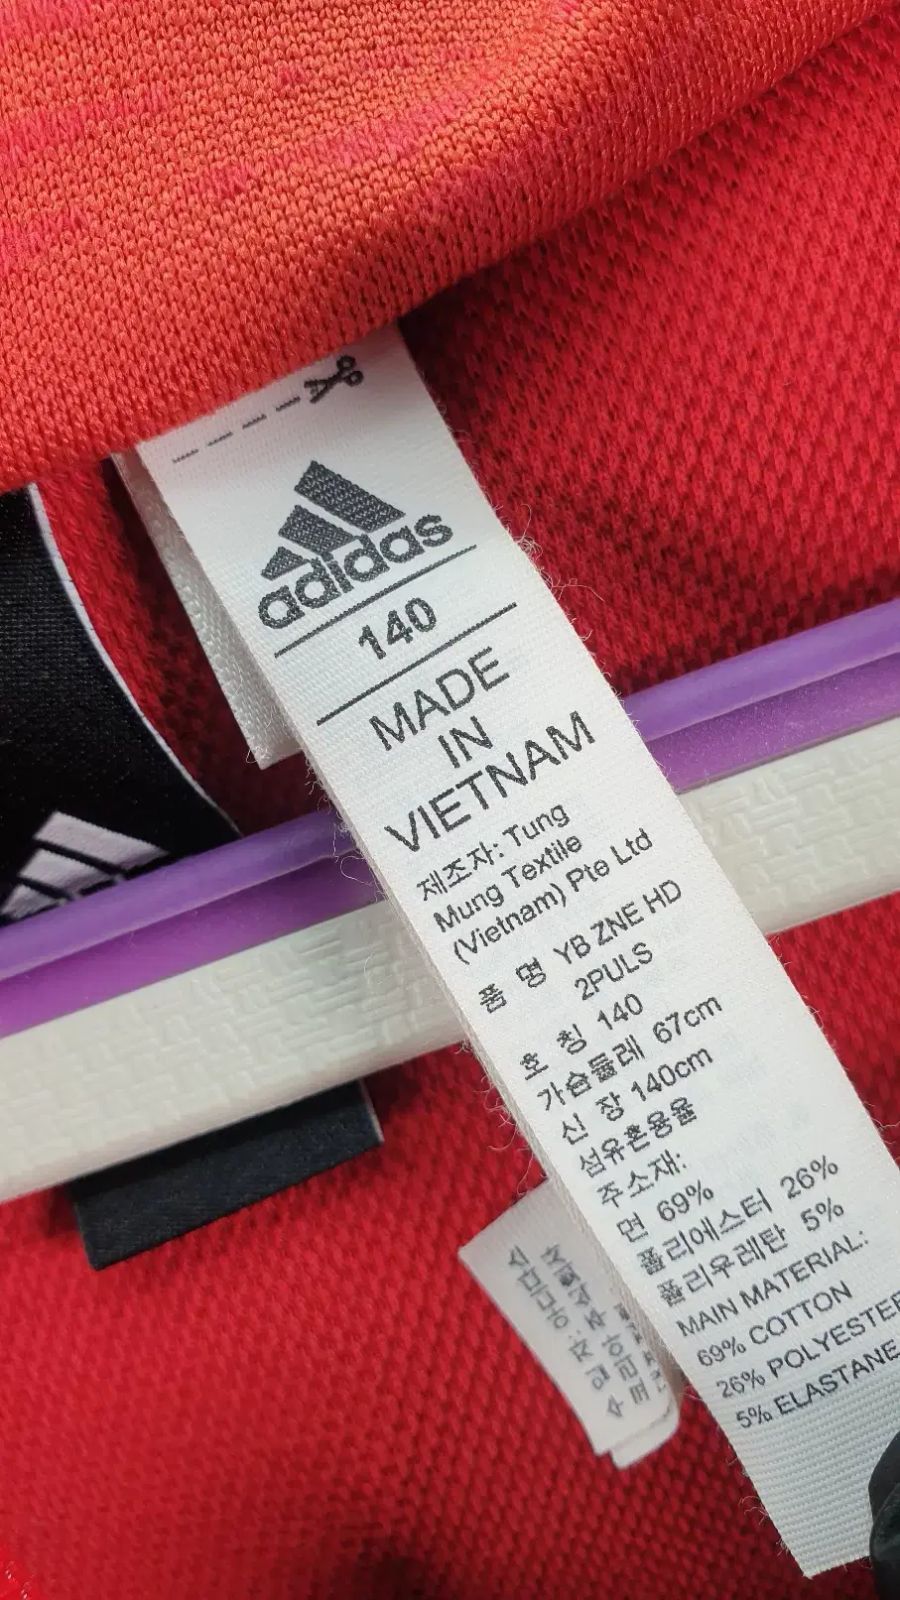 adidas
140
MADE
IN
VIETNAM
제조자: Tung
Mung Textile
(Vietnam) Pte Ltd
품 명 YB ZNE HD
2PULS
호 칭 140
가슴둘레 67cm
신 장 140cm
섬유혼용율
주소재:
면 69%
폴리에스터 26%
폴리우레탄 5%
MAIN MATERIAL:
69% COTTON
26% POLYESTER
5% ELASTANE